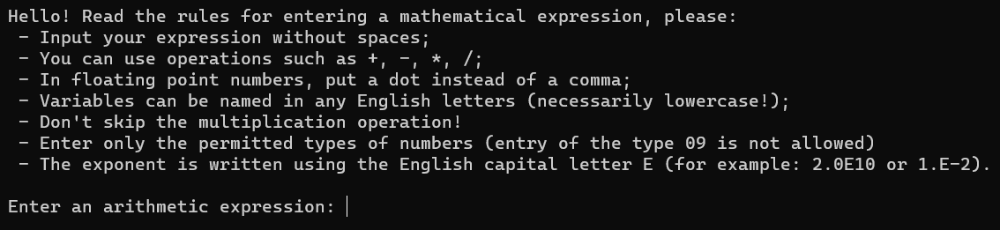 Hello! Read the rules for entering a mathematical expression, please:
- Input your expression without spaces;
- You can use operations such as +, -, *, /;
- In floating point numbers, put a dot instead of a comma;
- Variables can be named in any English letters (necessarily lowercase!);
- Don't skip the multiplication operation!
- Enter only the permitted types of numbers (entry of the type 09 is not allowed)
- The exponent is written using the English capital letter E (for example: 2.0E10 or 1.E-2).
Enter an arithmetic expression: